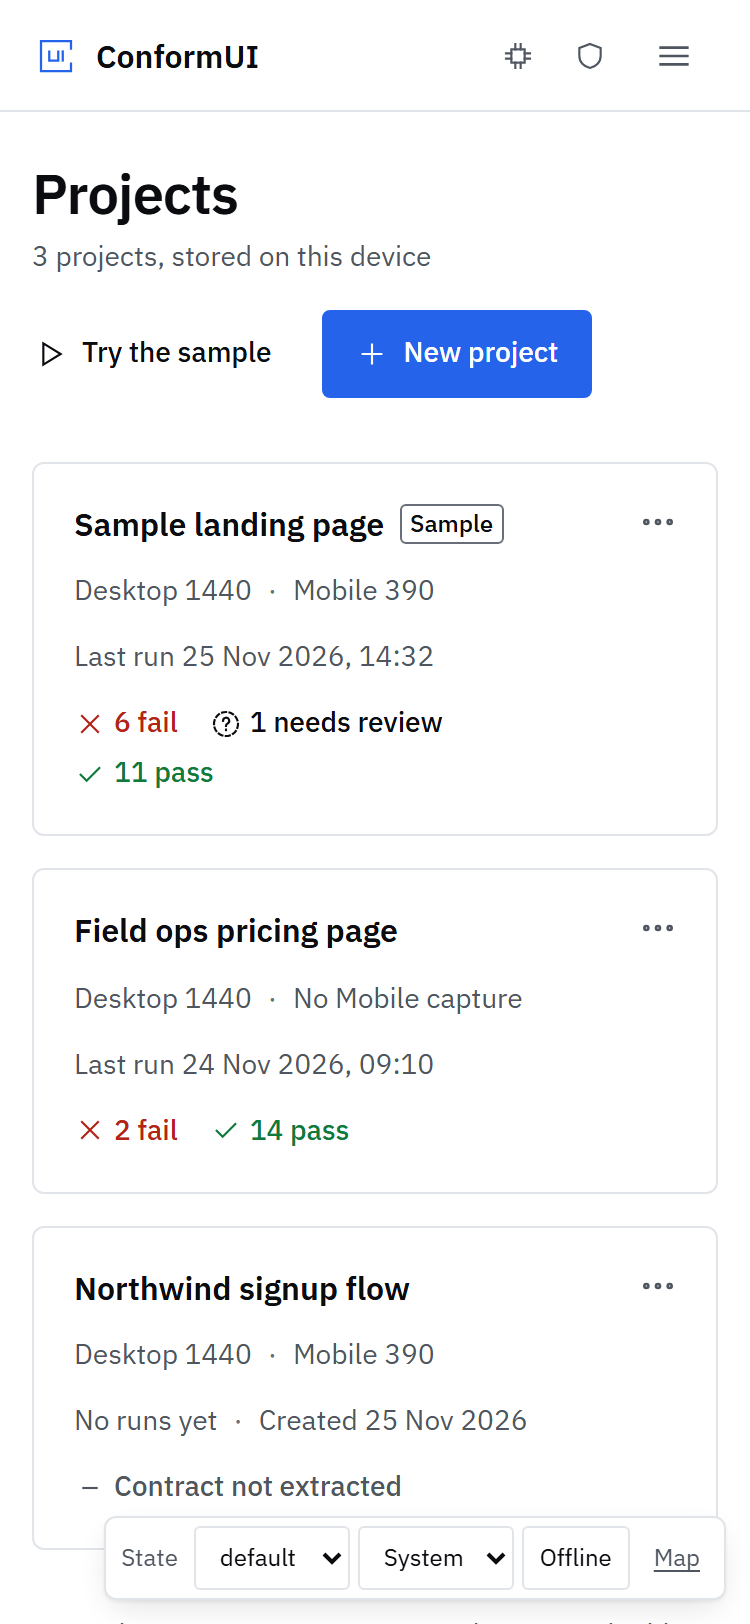 UI ConformUI
Projects
3 projects, stored on this device
Try the sample
New project
Sample landing page Sample
Desktop 1440 · Mobile 390
Last run 25 Nov 2026, 14:32
6 fail 1 needs review
11 pass
Field ops pricing page
Desktop 1440 · No Mobile capture
Last run 24 Nov 2026, 09:10
2 fail 14 pass
Northwind signup flow
Desktop 1440 · Mobile 390
No runs yet · Created 25 Nov 2026
– Contract not extracted
State default System Offline Map